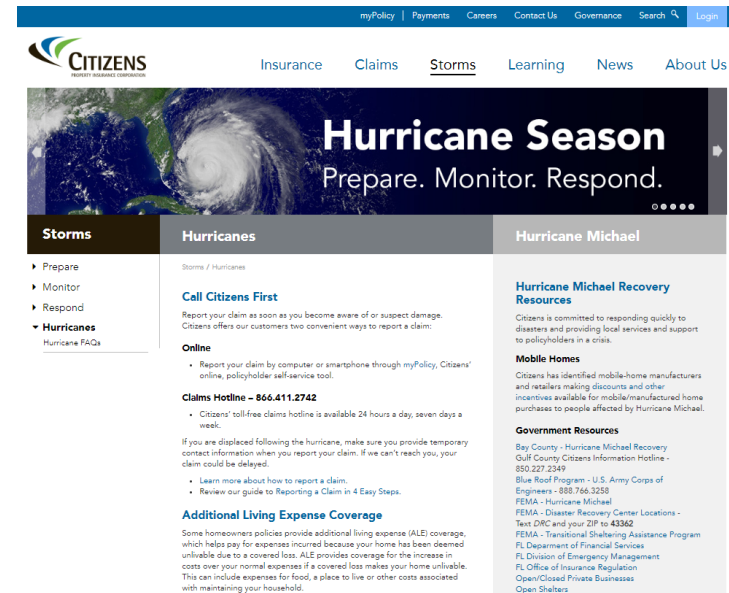 myPolicy | Payments Careers Contact Us Governance Search Login
CITIZENS
PROPERTY INSURANCE CORPORATION
Insurance Claims Storms Learning News About Us
Hurricane Season
Prepare. Monitor. Respond.
Storms
Prepare
Monitor
Respond
Hurricanes
Hurricane FAQs
Hurricanes
Storms / Hurricanes
Call Citizens First
Report your claim as soon as you become aware of or suspect damage.
Citizens offers our customers two convenient ways to report a claim:
Online
• Report your claim by computer or smartphone through myPolicy, Citizens'
online, policyholder self-service tool.
Claims Hotline – 866.411.2742
• Citizens' toll-free claims hotline is available 24 hours a day, seven days a
week.
If you are displaced following the hurricane, make sure you provide temporary
contact information when you report your claim. If we can't reach you, your
claim could be delayed.
• Learn more about how to report a claim.
• Review our guide to Reporting a Claim in 4 Easy Steps.
Additional Living Expense Coverage
Some homeowners policies provide additional living expense (ALE) coverage,
which helps pay for expenses incurred because your home has been deemed
unlivable due to a covered loss. ALE provides coverage for the increase in
costs over your normal expenses if a covered loss makes your home unlivable.
This can include expenses for food, a place to live or other costs associated
with maintaining your household.
Hurricane Michael
Hurricane Michael Recovery
Resources
Citizens is committed to responding quickly to
disasters and providing local services and support
to policyholders in a crisis.
Mobile Homes
Citizens has identified mobile-home manufacturers
and retailers making discounts and other
incentives available for mobile/manufactured home
purchases to people affected by Hurricane Michael.
Government Resources
Bay County - Hurricane Michael Recovery
Gulf County Citizens Information Hotline -
850.227.2349
Blue Roof Program - U.S. Army Corps of
Engineers - 888.766.3258
FEMA - Hurricane Michael
FEMA - Disaster Recovery Center Locations -
Text DRC and your ZIP to 43362
FEMA - Transitional Sheltering Assistance Program
FL Deparment of Financial Services
FL Division of Emergency Management
FL Office of Insurance Regulation
Open/Closed Private Businesses
Open Shelters